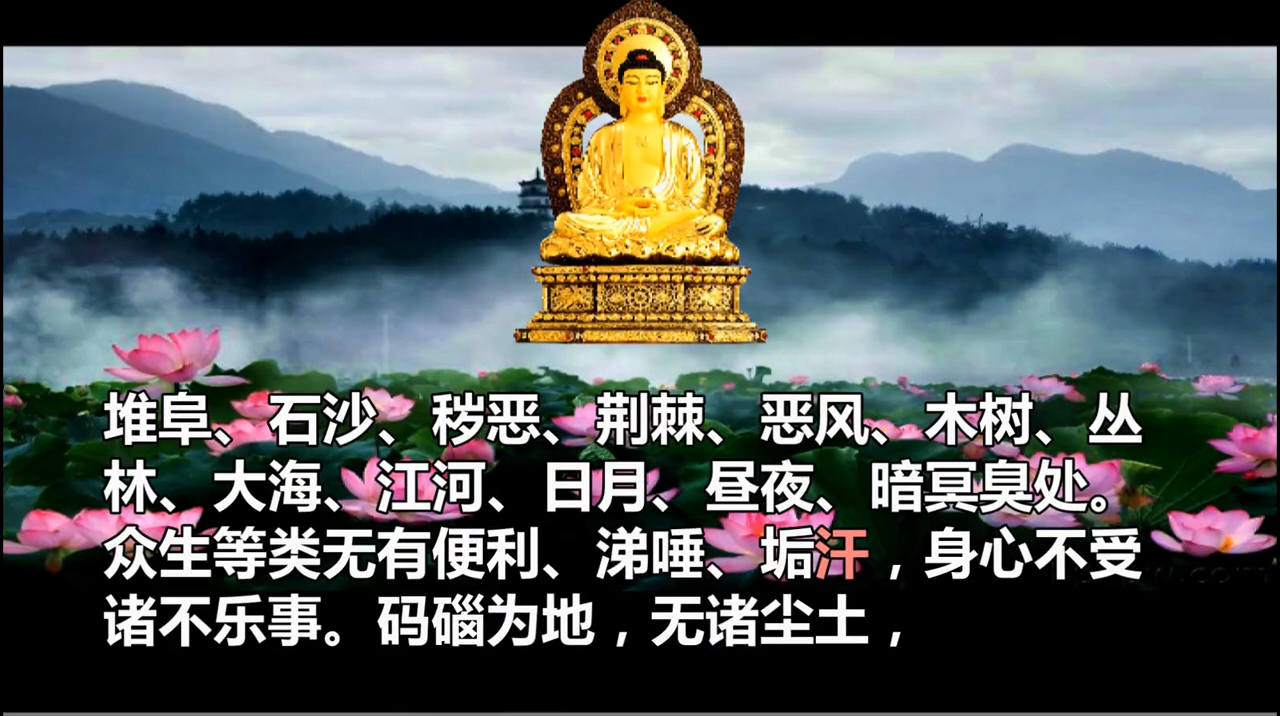 堆阜、石沙、秽恶、荆棘、恶风、木树、丛
林、大海、江河、日月、昼夜、暗冥臭处。
众生等类无有便利、涕唾、垢汗，身心不受
诸不乐事。码碯为地，无诸尘土，